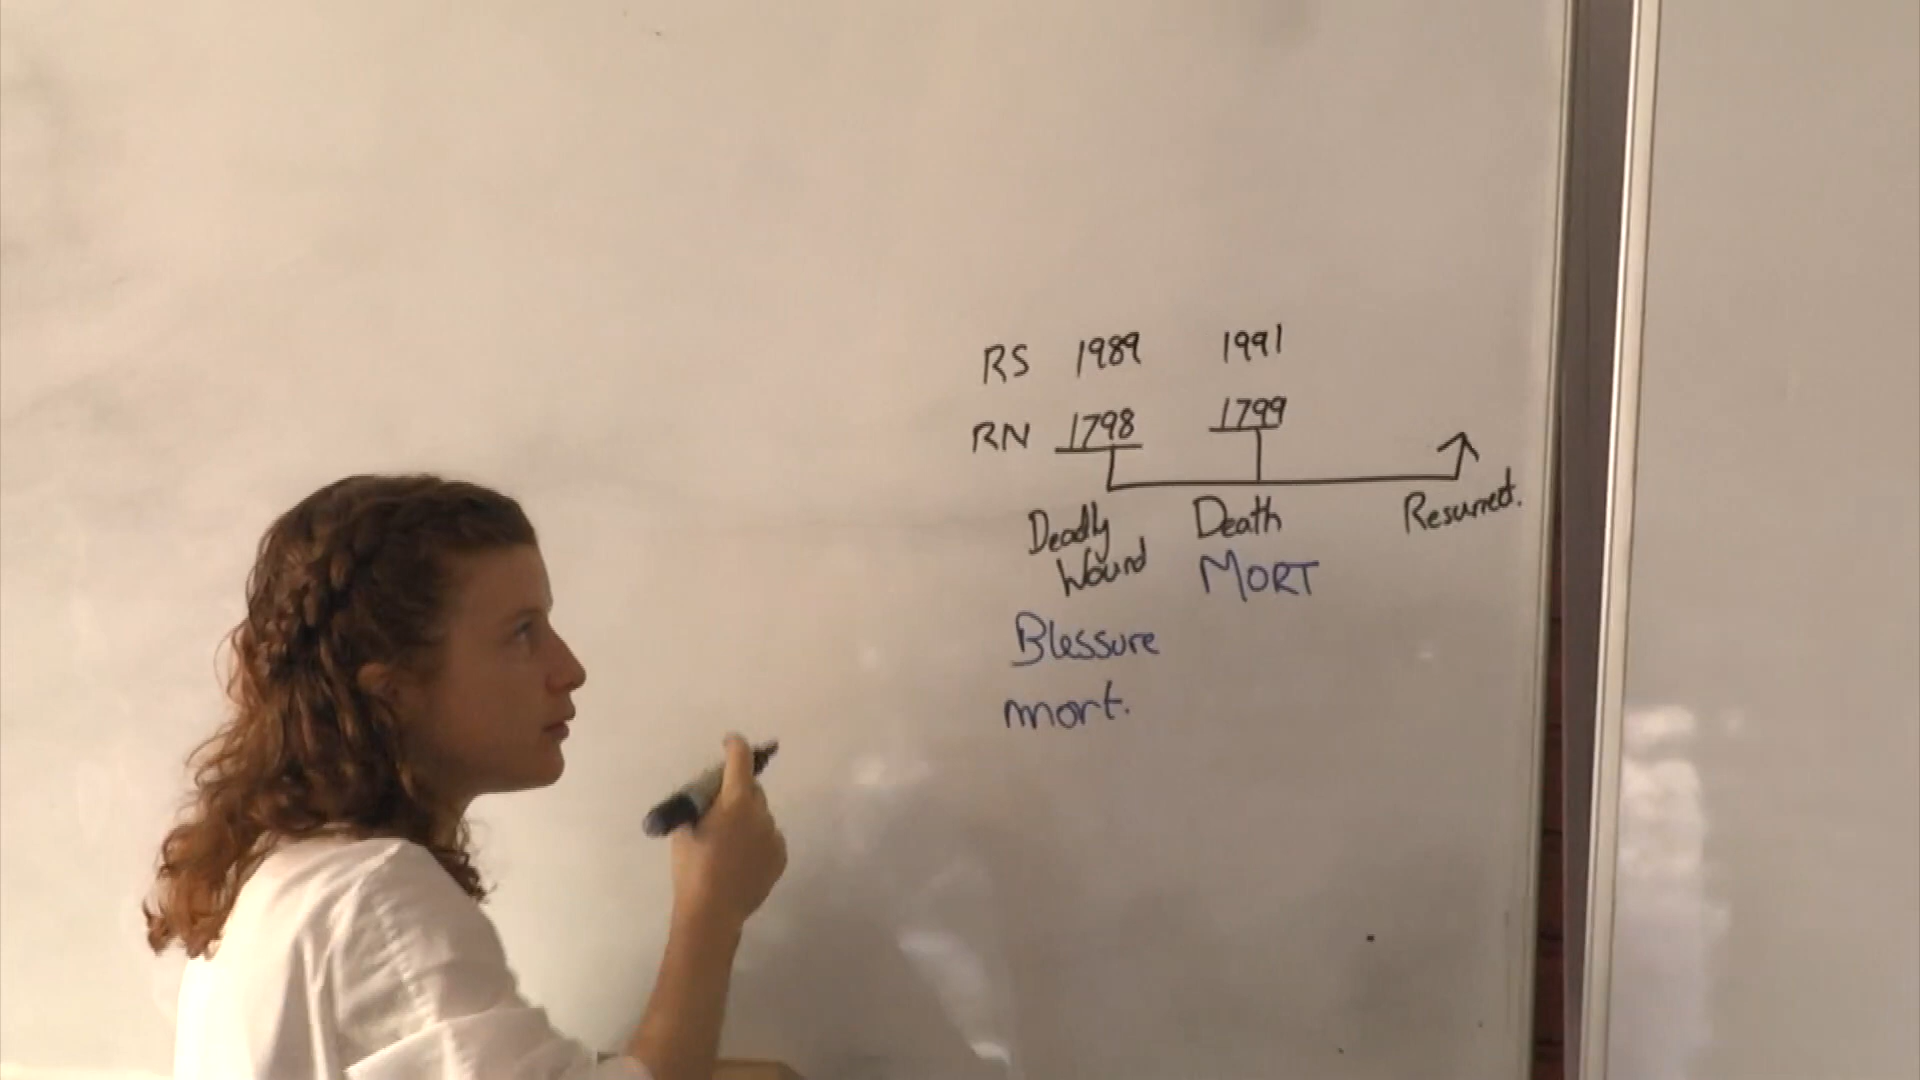 RS 1989 1991
RN 1798 1799
Deadly Wound
Death
Resurrect.
MORT
Blessure
mort.